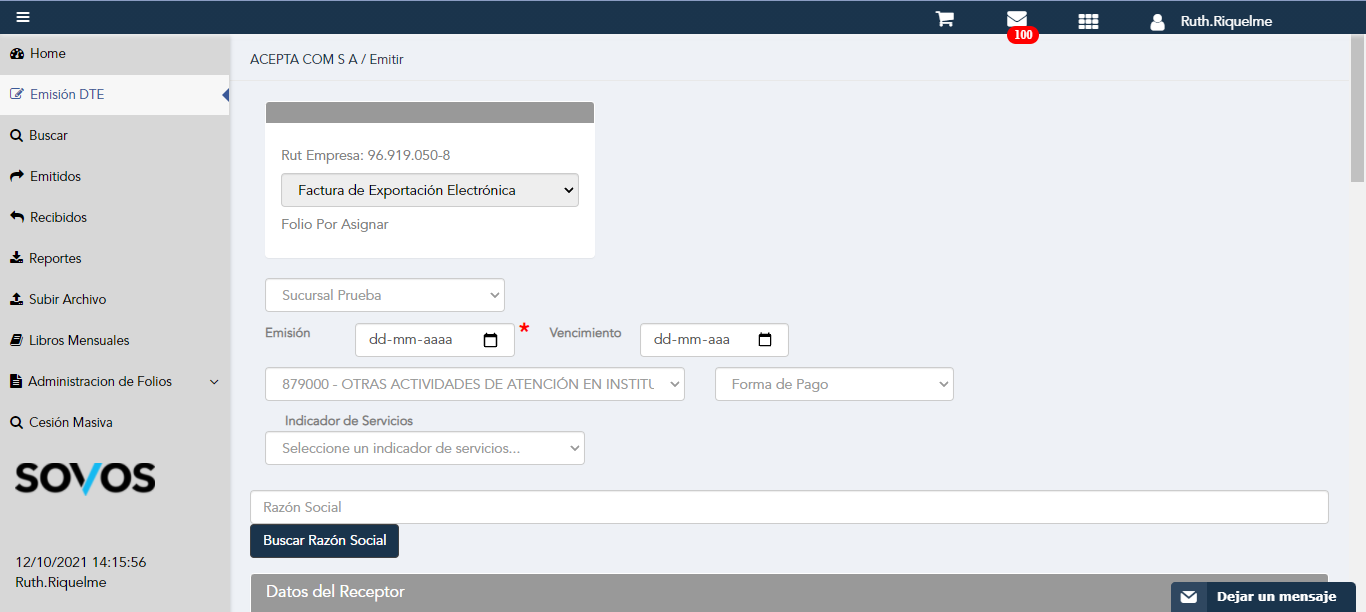 100
Ruth.Riquelme
Home
Emisión DTE
Buscar
Emitidos
Recibidos
Reportes
Subir Archivo
Libros Mensuales
Administracion de Folios
Cesión Masiva
SOVOS
12/10/2021 14:15:56
Ruth.Riquelme
ACEPTA COM S A / Emitir
Rut Empresa: 96.919.050-8
Factura de Exportación Electrónica
Folio Por Asignar
Sucursal Prueba
Emisión dd-mm-aaaa * Vencimiento dd-mm-aaa
879000 - OTRAS ACTIVIDADES DE ATENCIÓN EN INSTITU Forma de Pago
Indicador de Servicios
Seleccione un indicador de servicios...
Razón Social
Buscar Razón Social
Datos del Receptor
Dejar un mensaje